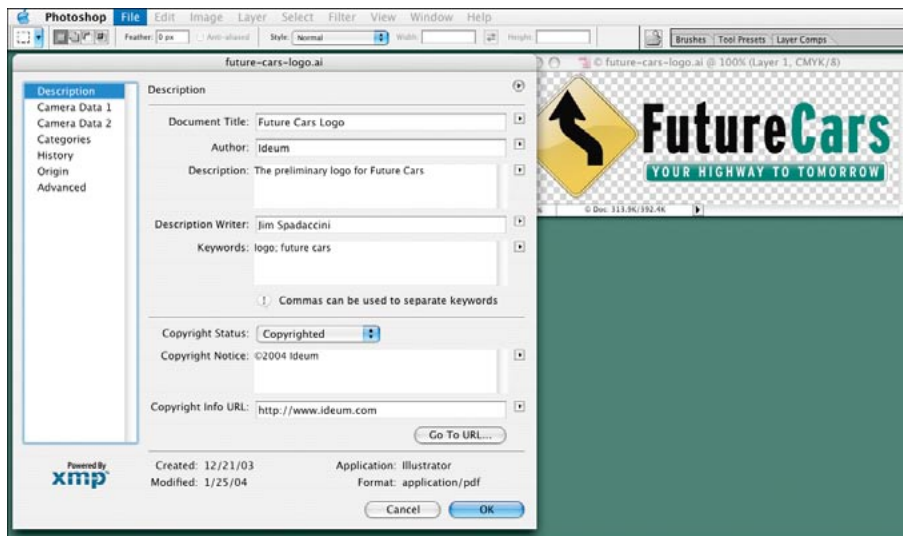 Photoshop File Edit Image Layer Select Filter View Window Help
Feather: 0 px Anti-aliased Style: Normal Width: Height: Brushes Tool Presets Layer Comps
future-cars-logo.ai
© future-cars-logo.ai @ 100% (Layer 1, CMYK/8)
Description
Camera Data 1
Camera Data 2
Categories
History
Origin
Advanced
Description
Document Title: Future Cars Logo
Author: Ideum
Description: The preliminary logo for Future Cars
Description Writer: Jim Spadaccini
Keywords: logo; future cars
! Commas can be used to separate keywords
Copyright Status: Copyrighted
Copyright Notice: ©2004 Ideum
Copyright Info URL: http://www.ideum.com
Go To URL...
Powered By
xmp
Created: 12/21/03 Application: Illustrator
Modified: 1/25/04 Format: application/pdf
Cancel OK
FutureCars
YOUR HIGHWAY TO TOMORROW
© Doc: 313.9K/392.4K